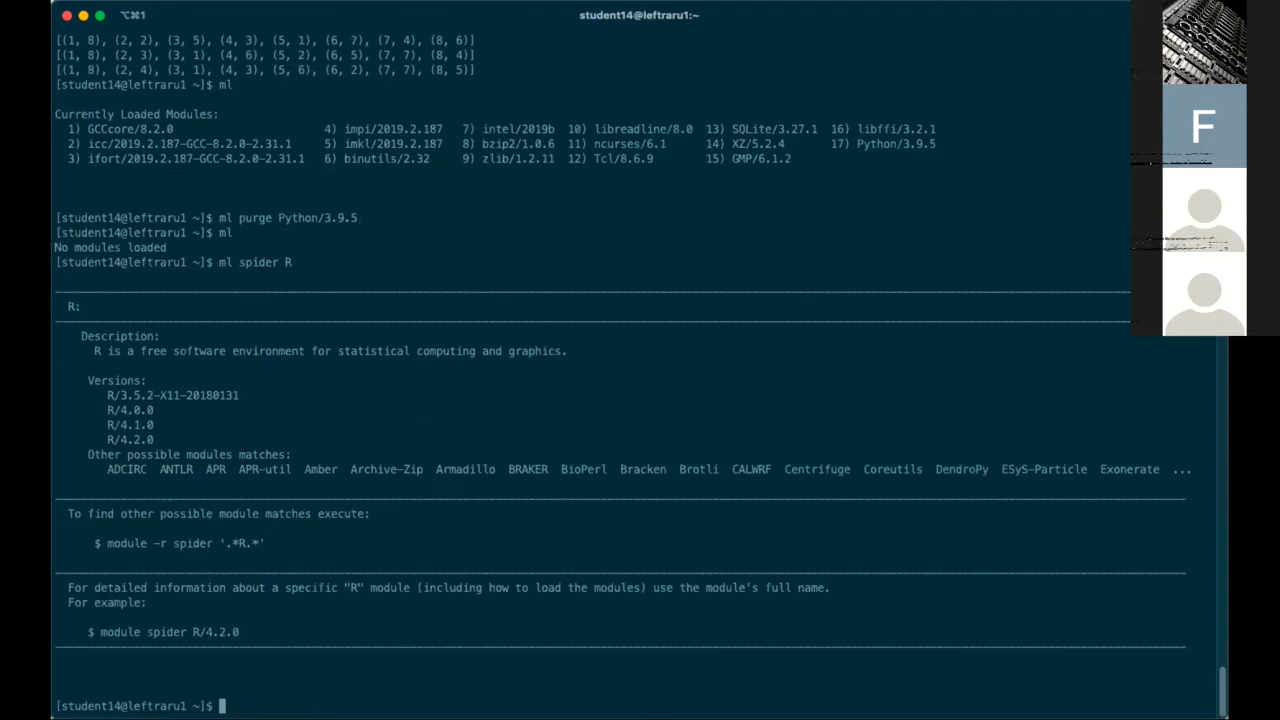 ⌥⌘1
student14@leftraru1:~
[(1, 8), (2, 2), (3, 5), (4, 3), (5, 1), (6, 7), (7, 4), (8, 6)]
[(1, 8), (2, 3), (3, 1), (4, 6), (5, 2), (6, 5), (7, 7), (8, 4)]
[(1, 8), (2, 4), (3, 1), (4, 3), (5, 6), (6, 2), (7, 7), (8, 5)]
[student14@leftraru1 ~]$ ml
Currently Loaded Modules:
1) GCCcore/8.2.0 4) impi/2019.2.187 7) intel/2019b 10) libreadline/8.0 13) SQLite/3.27.1 16) libffi/3.2.1
2) icc/2019.2.187-GCC-8.2.0-2.31.1 5) imkl/2019.2.187 8) bzip2/1.0.6 11) ncurses/6.1 14) XZ/5.2.4 17) Python/3.9.5
3) ifort/2019.2.187-GCC-8.2.0-2.31.1 6) binutils/2.32 9) zlib/1.2.11 12) Tcl/8.6.9 15) GMP/6.1.2
[student14@leftraru1 ~]$ ml purge Python/3.9.5
[student14@leftraru1 ~]$ ml
No modules loaded
[student14@leftraru1 ~]$ ml spider R
R:
Description:
R is a free software environment for statistical computing and graphics.
Versions:
R/3.5.2-X11-20180131
R/4.0.0
R/4.1.0
R/4.2.0
Other possible modules matches:
ADCIRC ANTLR APR APR-util Amber Archive-Zip Armadillo BRAKER BioPerl Bracken Brotli CALWRF Centrifuge Coreutils DendroPy ESyS-Particle Exonerate ...
To find other possible module matches execute:
$ module -r spider '.*R.*'
For detailed information about a specific "R" module (including how to load the modules) use the module's full name.
For example:
$ module spider R/4.2.0
[student14@leftraru1 ~]$
F